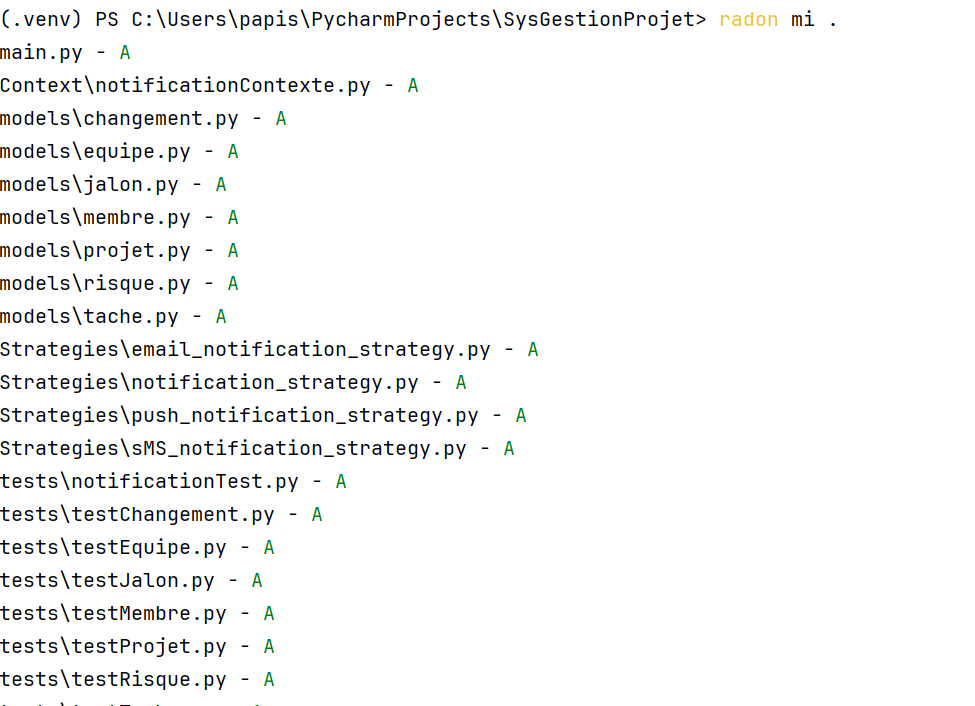 (.venv) PS C:\Users\papis\PycharmProjects\SysGestionProjet> radon mi .
main.py - A
Context\notificationContexte.py - A
models\changement.py - A
models\equipe.py - A
models\jalon.py - A
models\membre.py - A
models\projet.py - A
models\risque.py - A
models\tache.py - A
Strategies\email_notification_strategy.py - A
Strategies\notification_strategy.py - A
Strategies\push_notification_strategy.py - A
Strategies\sMS_notification_strategy.py - A
tests\notificationTest.py - A
tests\testChangement.py - A
tests\testEquipe.py - A
tests\testJalon.py - A
tests\testMembre.py - A
tests\testProjet.py - A
tests\testRisque.py - A